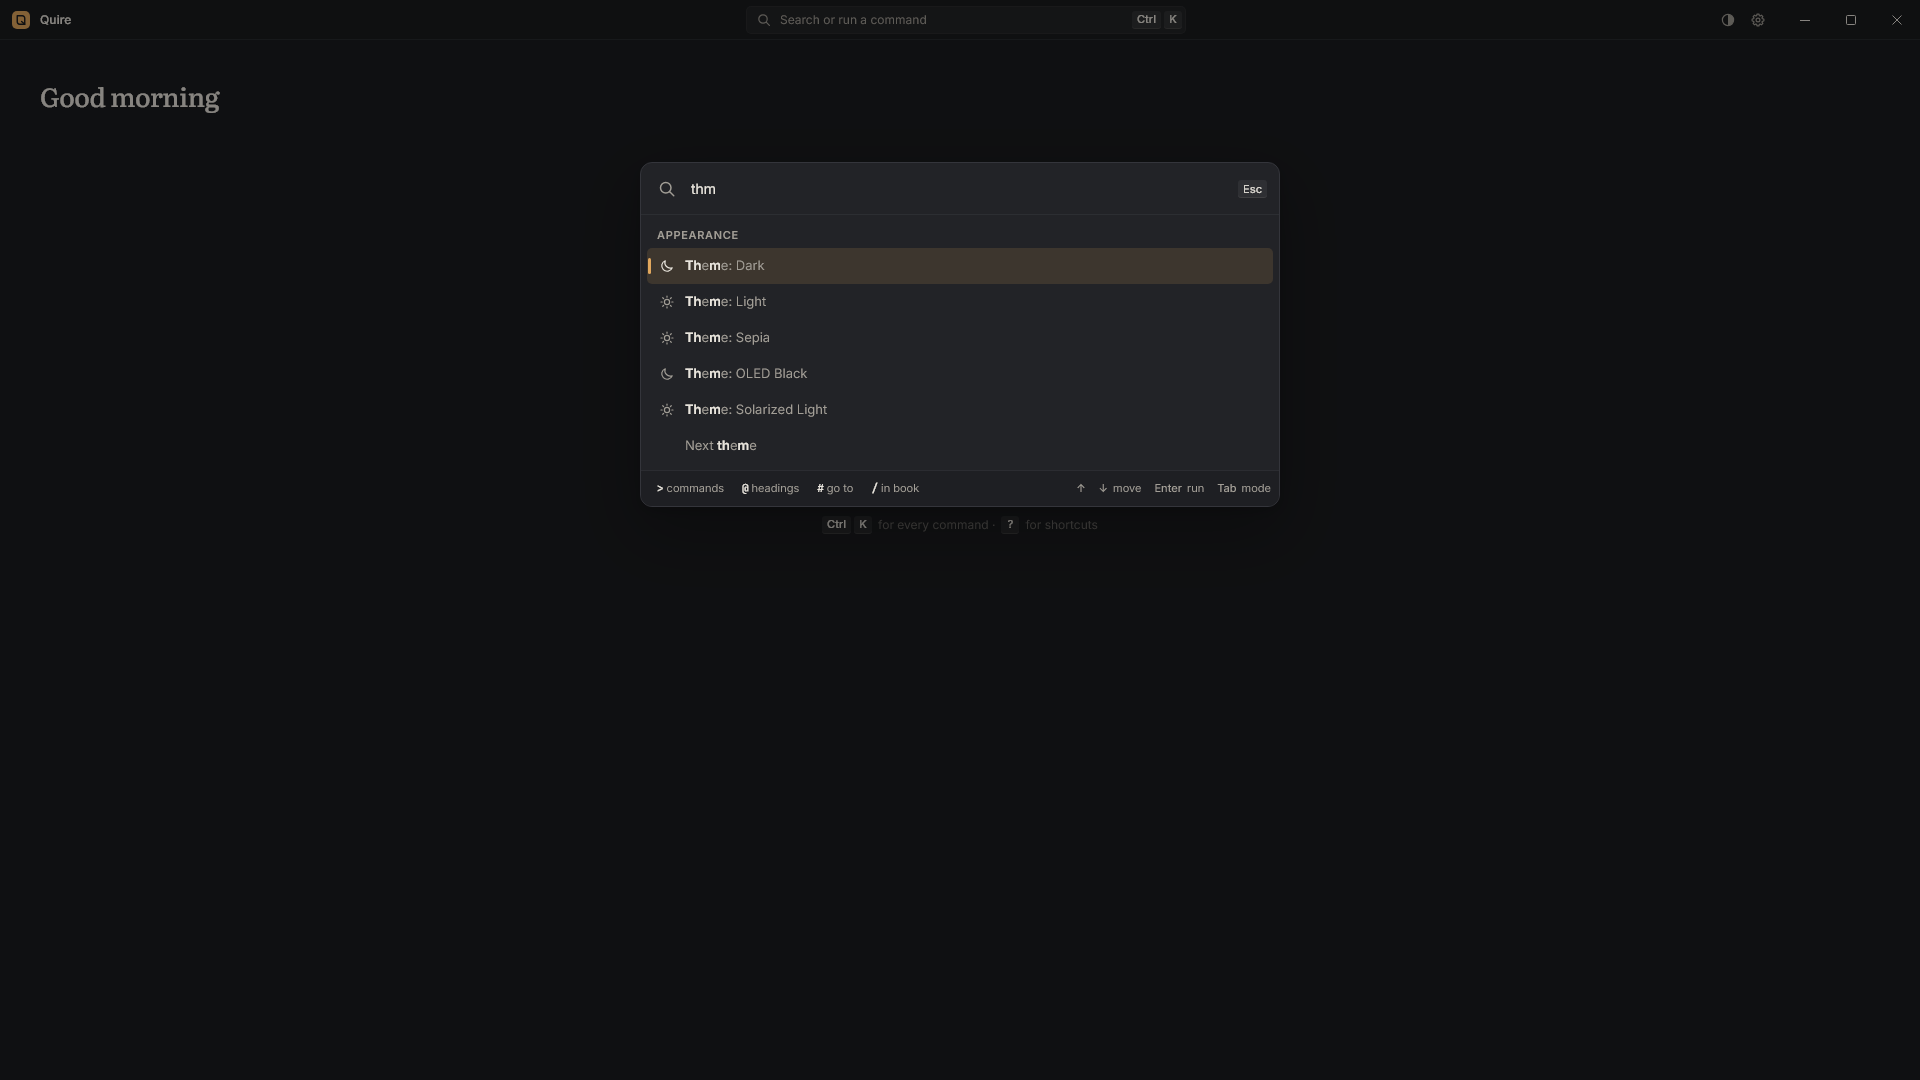 Quire
Search or run a command Ctrl K
Good morning
thm Esc
APPEARANCE
Theme: Dark
Theme: Light
Theme: Sepia
Theme: OLED Black
Theme: Solarized Light
Next theme
> commands @ headings # go to / in book ↑ ↓ move Enter run Tab mode
Ctrl K for every command · ? for shortcuts